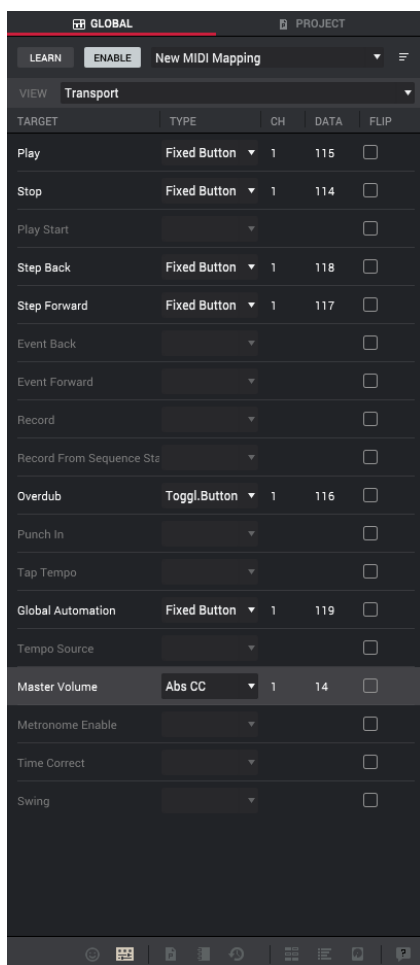 GLOBAL PROJECT
LEARN ENABLE New MIDI Mapping
VIEW Transport
TARGET TYPE CH DATA FLIP
Play Fixed Button 1 115
Stop Fixed Button 1 114
Play Start
Step Back Fixed Button 1 118
Step Forward Fixed Button 1 117
Event Back
Event Forward
Record
Record From Sequence Sta
Overdub Toggl.Button 1 116
Punch In
Tap Tempo
Global Automation Fixed Button 1 119
Tempo Source
Master Volume Abs CC 1 14
Metronome Enable
Time Correct
Swing